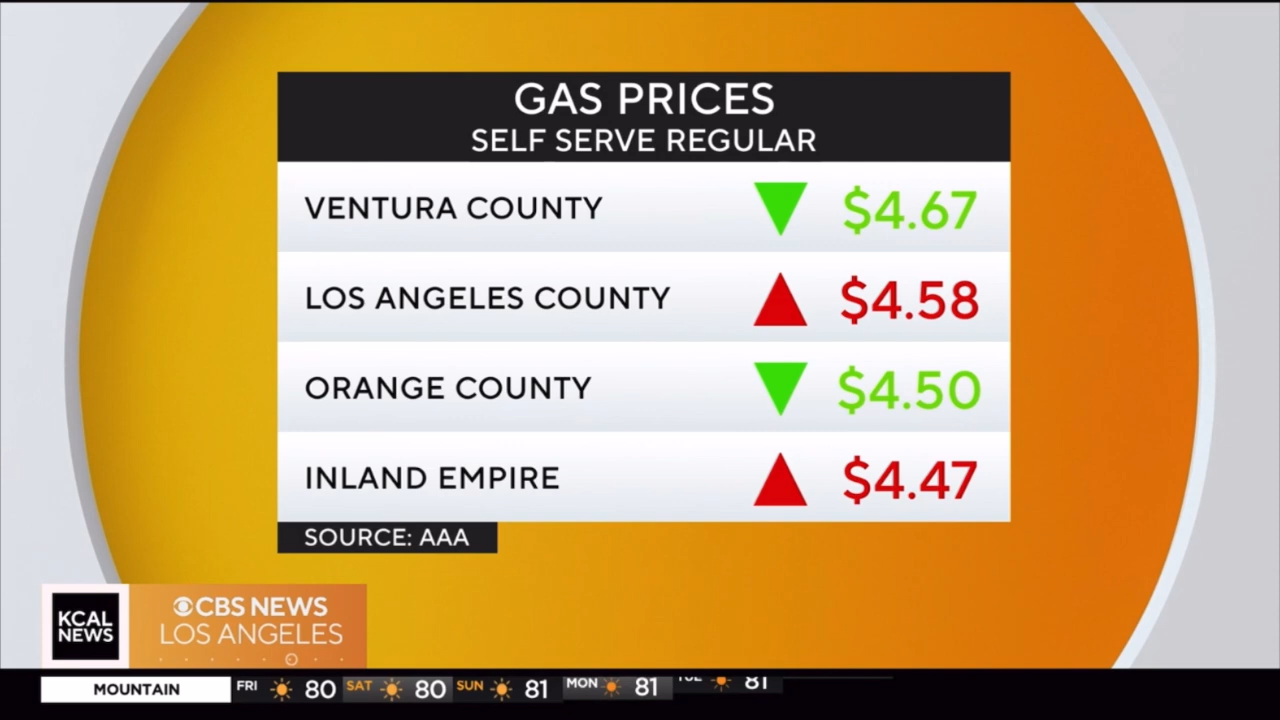 GAS PRICES
SELF SERVE REGULAR
VENTURA COUNTY $4.67
LOS ANGELES COUNTY $4.58
ORANGE COUNTY $4.50
INLAND EMPIRE $4.47
SOURCE: AAA
KCAL
NEWS
CBS NEWS
LOS ANGELES
MOUNTAIN FRI 80 SAT 80 SUN 81 MON 81 TUE 81